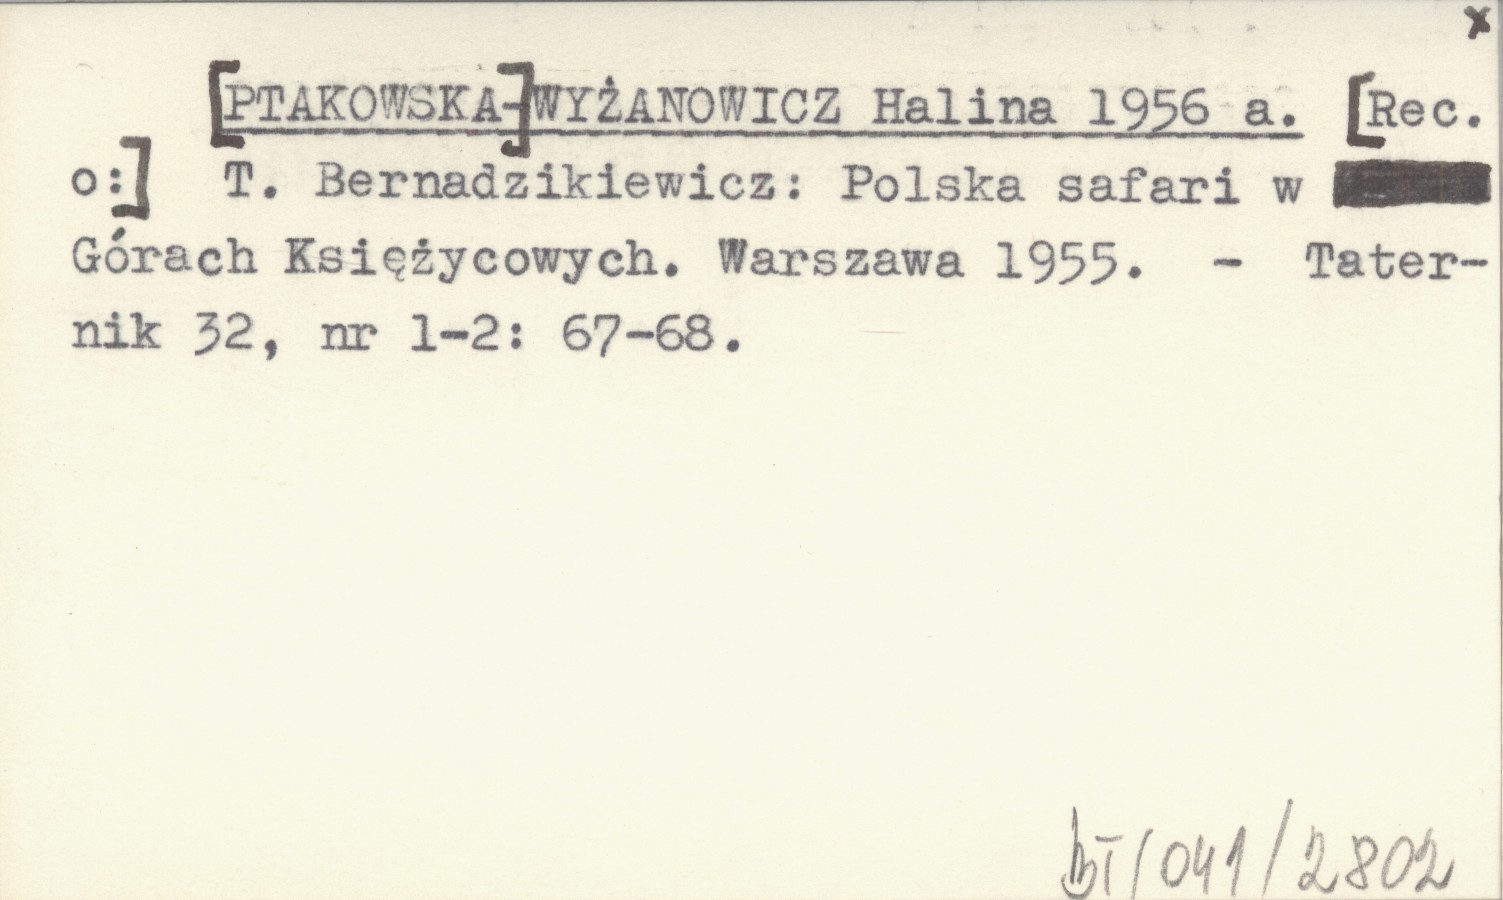 x
[PTAKOWSKA-]WYŻANOWICZ Halina 1956 a. [Rec.
o:] T. Bernadzikiewicz: Polska safari w
Górach Księżycowych. Warszawa 1955. - Tater-
nik 32, nr 1-2: 67-68.
bI/041/2802